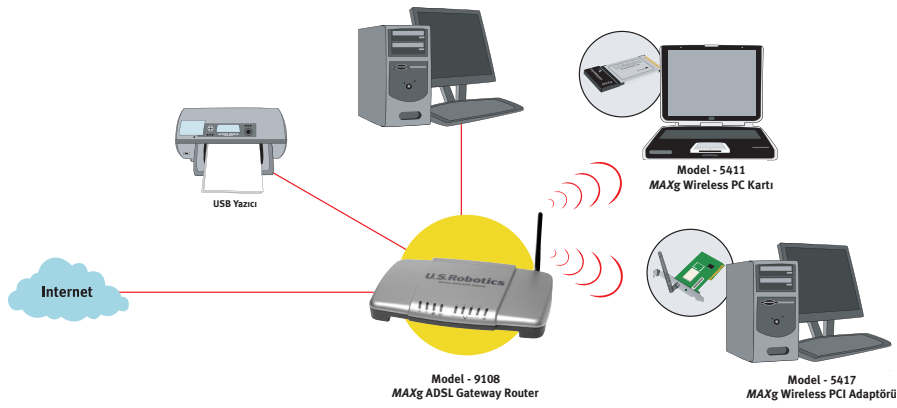 USB Yazıcı
Model - 5411
MAXg Wireless PC Kartı
Internet
U.S.Robotics
Model - 9108
MAXg ADSL Gateway Router
Model - 5417
MAXg Wireless PCI Adaptörü